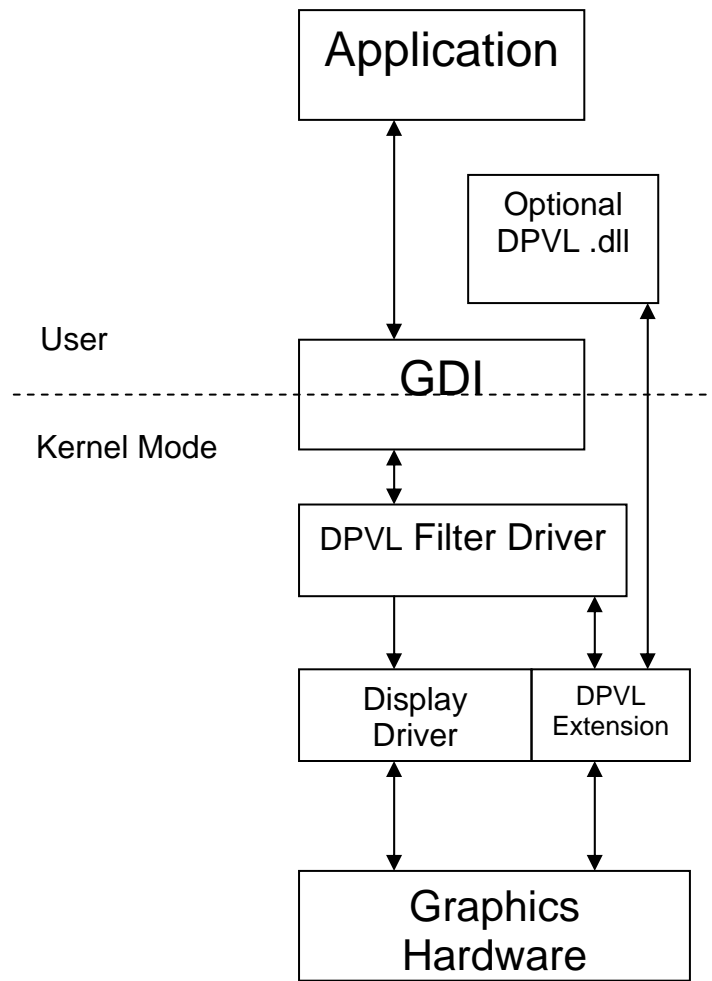 Application
Optional
DPVL .dll
User
GDI
Kernel Mode
DPVL Filter Driver
Display
Driver
DPVL
Extension
Graphics
Hardware